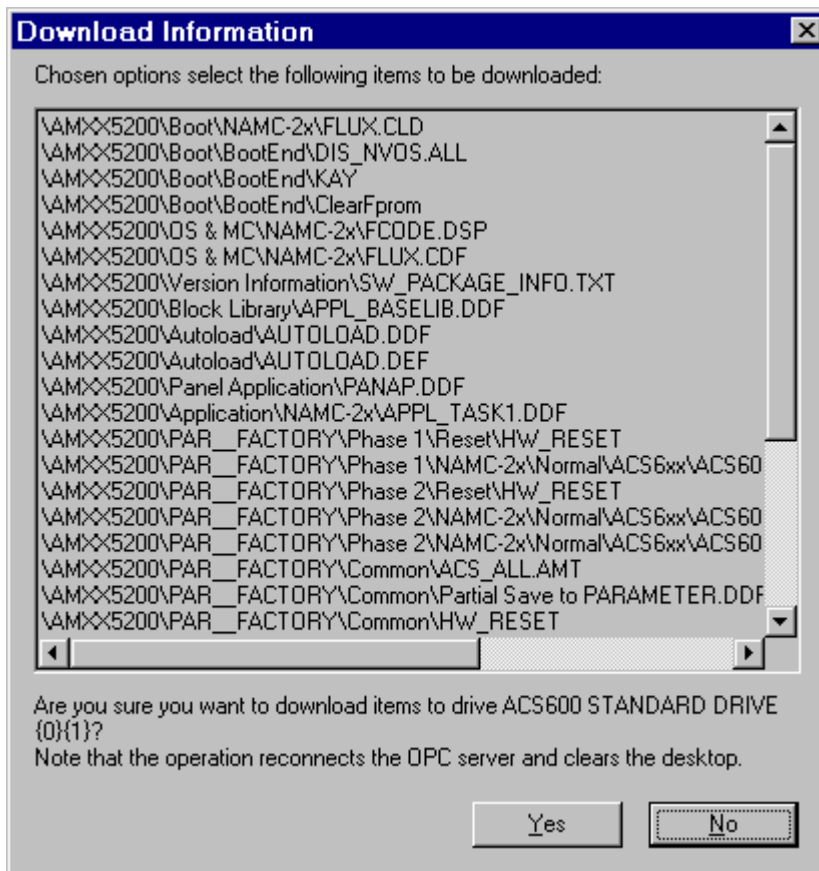 Download Information
Chosen options select the following items to be downloaded:
\AMXX5200\Boot\NAMC-2x\FLUX.CLD
\AMXX5200\Boot\BootEnd\DIS_NVOS.ALL
\AMXX5200\Boot\BootEnd\KAY
\AMXX5200\Boot\BootEnd\ClearFprom
\AMXX5200\OS & MC\NAMC-2x\FCODE.DSP
\AMXX5200\OS & MC\NAMC-2x\FLUX.CDF
\AMXX5200\Version Information\SW_PACKAGE_INFO.TXT
\AMXX5200\Block Library\APPL_BASELIB.DDF
\AMXX5200\Autoload\AUTOLOAD.DDF
\AMXX5200\Autoload\AUTOLOAD.DEF
\AMXX5200\Panel Application\PANAP.DDF
\AMXX5200\Application\NAMC-2x\APPL_TASK1.DDF
\AMXX5200\PAR__FACTORY\Phase 1\Reset\HW_RESET
\AMXX5200\PAR__FACTORY\Phase 1\NAMC-2x\Normal\ACS6xx\ACS60
\AMXX5200\PAR__FACTORY\Phase 2\Reset\HW_RESET
\AMXX5200\PAR__FACTORY\Phase 2\NAMC-2x\Normal\ACS6xx\ACS60
\AMXX5200\PAR__FACTORY\Phase 2\NAMC-2x\Normal\ACS6xx\ACS60
\AMXX5200\PAR__FACTORY\Common\ACS_ALL.AMT
\AMXX5200\PAR__FACTORY\Common\Partial Save to PARAMETER.DDF
\AMXX5200\PAR__FACTORY\Common\HW_RESET
Are you sure you want to download items to drive ACS600 STANDARD DRIVE
{0}{1}?
Note that the operation reconnects the OPC server and clears the desktop.
Yes No